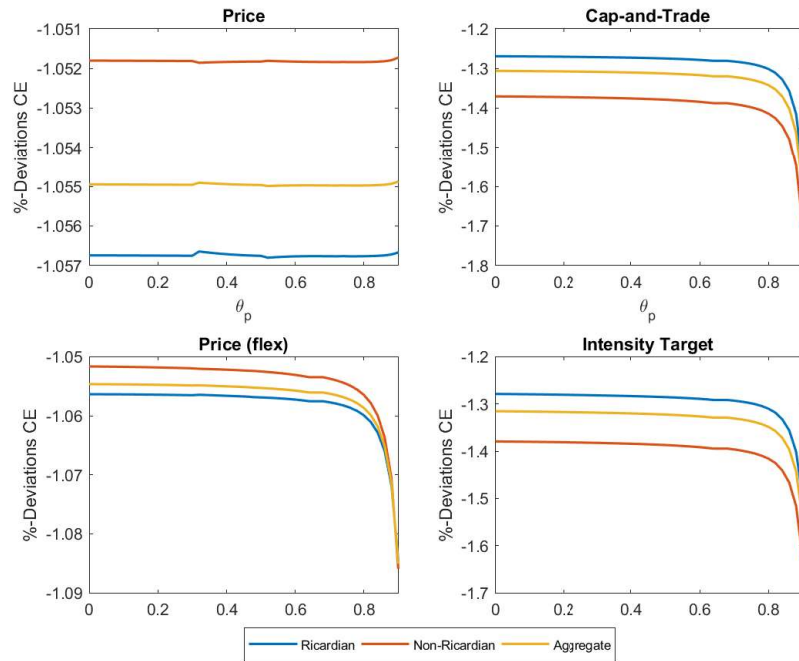 Price
-1.051
-1.052
-1.053
-1.054
-1.055
-1.056
-1.057
%-Deviations CE
0 0.2 0.4 0.6 0.8
θp
Cap-and-Trade
-1.2
-1.3
-1.4
-1.5
-1.6
-1.7
-1.8
%-Deviations CE
0 0.2 0.4 0.6 0.8
θp
Price (flex)
-1.05
-1.06
-1.07
-1.08
-1.09
%-Deviations CE
0 0.2 0.4 0.6 0.8
Intensity Target
-1.2
-1.3
-1.4
-1.5
-1.6
-1.7
%-Deviations CE
0 0.2 0.4 0.6 0.8
Ricardian Non-Ricardian Aggregate